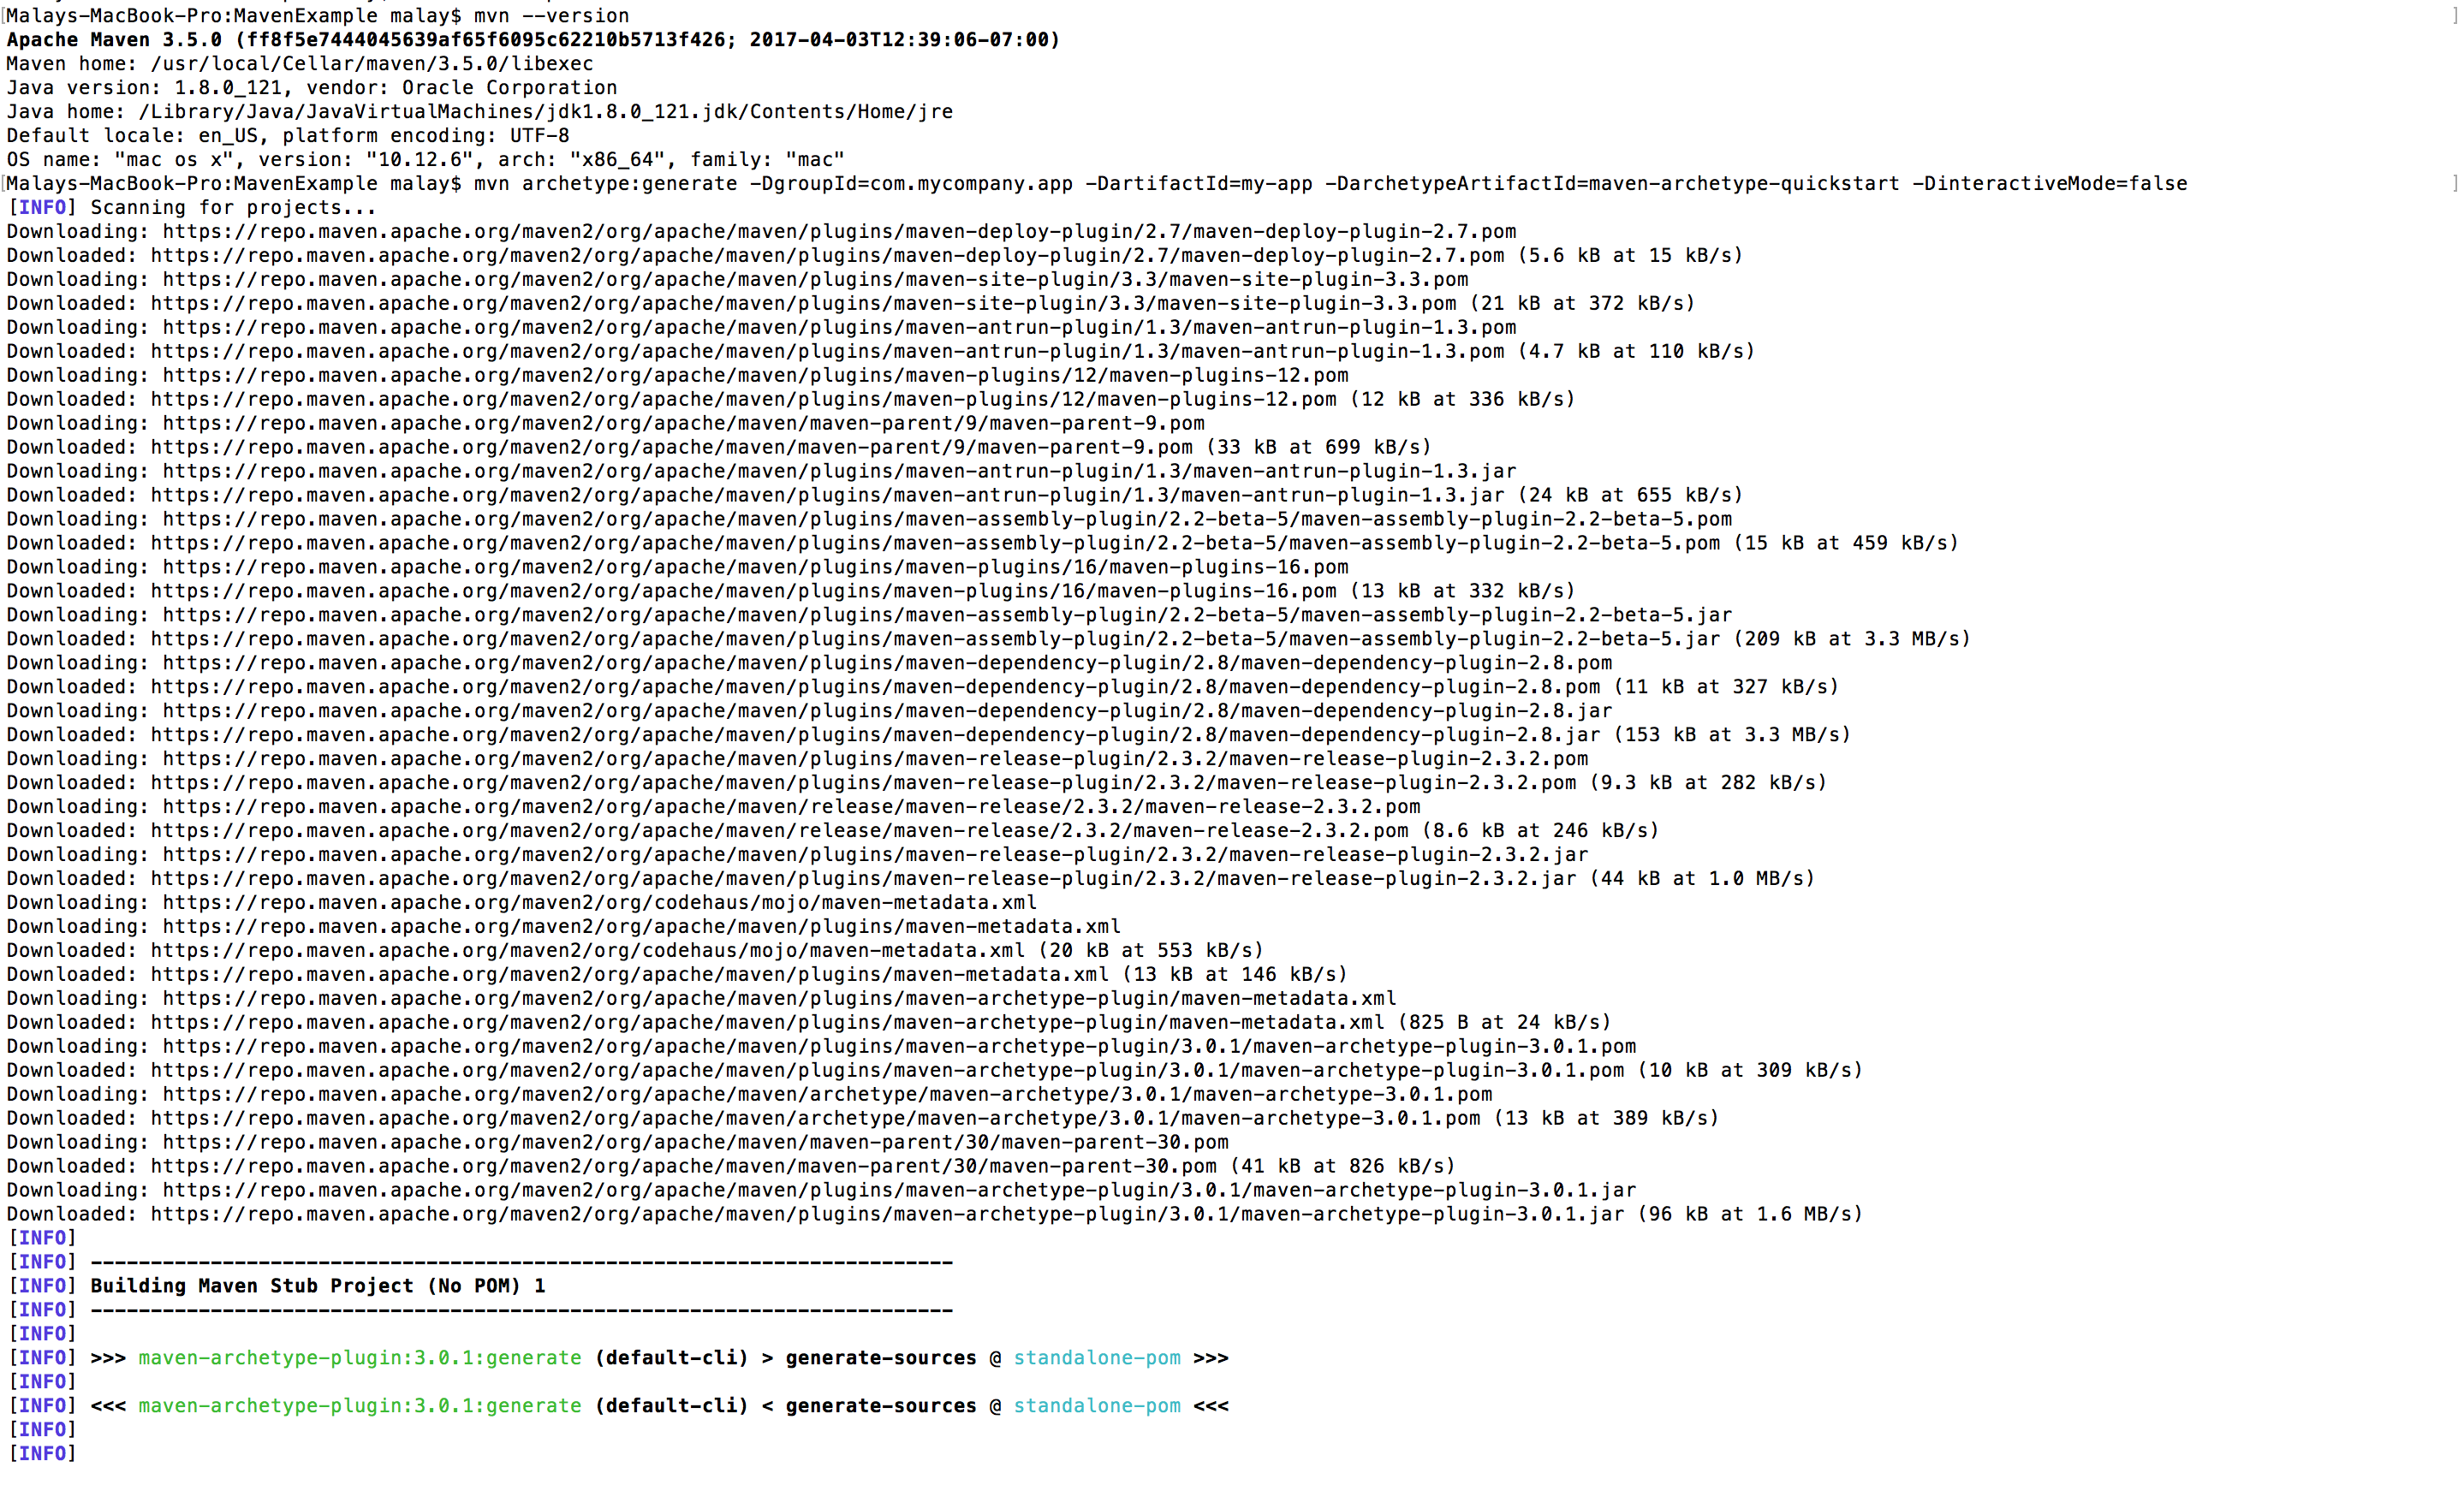 Malays-MacBook-Pro:MavenExample malay$ mvn --version
Apache Maven 3.5.0 (ff8f5e7444045639af65f6095c62210b5713f426; 2017-04-03T12:39:06-07:00)
Maven home: /usr/local/Cellar/maven/3.5.0/libexec
Java version: 1.8.0_121, vendor: Oracle Corporation
Java home: /Library/Java/JavaVirtualMachines/jdk1.8.0_121.jdk/Contents/Home/jre
Default locale: en_US, platform encoding: UTF-8
OS name: "mac os x", version: "10.12.6", arch: "x86_64", family: "mac"
Malays-MacBook-Pro:MavenExample malay$ mvn archetype:generate -DgroupId=com.mycompany.app -DartifactId=my-app -DarchetypeArtifactId=maven-archetype-quickstart -DinteractiveMode=false
[INFO] Scanning for projects...
Downloading: https://repo.maven.apache.org/maven2/org/apache/maven/plugins/maven-deploy-plugin/2.7/maven-deploy-plugin-2.7.pom
Downloaded: https://repo.maven.apache.org/maven2/org/apache/maven/plugins/maven-deploy-plugin/2.7/maven-deploy-plugin-2.7.pom (5.6 kB at 15 kB/s)
Downloading: https://repo.maven.apache.org/maven2/org/apache/maven/plugins/maven-site-plugin/3.3/maven-site-plugin-3.3.pom
Downloaded: https://repo.maven.apache.org/maven2/org/apache/maven/plugins/maven-site-plugin/3.3/maven-site-plugin-3.3.pom (21 kB at 372 kB/s)
Downloading: https://repo.maven.apache.org/maven2/org/apache/maven/plugins/maven-antrun-plugin/1.3/maven-antrun-plugin-1.3.pom
Downloaded: https://repo.maven.apache.org/maven2/org/apache/maven/plugins/maven-antrun-plugin/1.3/maven-antrun-plugin-1.3.pom (4.7 kB at 110 kB/s)
Downloading: https://repo.maven.apache.org/maven2/org/apache/maven/plugins/maven-plugins/12/maven-plugins-12.pom
Downloaded: https://repo.maven.apache.org/maven2/org/apache/maven/plugins/maven-plugins/12/maven-plugins-12.pom (12 kB at 336 kB/s)
Downloading: https://repo.maven.apache.org/maven2/org/apache/maven/maven-parent/9/maven-parent-9.pom
Downloaded: https://repo.maven.apache.org/maven2/org/apache/maven/maven-parent/9/maven-parent-9.pom (33 kB at 699 kB/s)
Downloading: https://repo.maven.apache.org/maven2/org/apache/maven/plugins/maven-antrun-plugin/1.3/maven-antrun-plugin-1.3.jar
Downloaded: https://repo.maven.apache.org/maven2/org/apache/maven/plugins/maven-antrun-plugin/1.3/maven-antrun-plugin-1.3.jar (24 kB at 655 kB/s)
Downloading: https://repo.maven.apache.org/maven2/org/apache/maven/plugins/maven-assembly-plugin/2.2-beta-5/maven-assembly-plugin-2.2-beta-5.pom
Downloaded: https://repo.maven.apache.org/maven2/org/apache/maven/plugins/maven-assembly-plugin/2.2-beta-5/maven-assembly-plugin-2.2-beta-5.pom (15 kB at 459 kB/s)
Downloading: https://repo.maven.apache.org/maven2/org/apache/maven/plugins/maven-plugins/16/maven-plugins-16.pom
Downloaded: https://repo.maven.apache.org/maven2/org/apache/maven/plugins/maven-plugins/16/maven-plugins-16.pom (13 kB at 332 kB/s)
Downloading: https://repo.maven.apache.org/maven2/org/apache/maven/plugins/maven-assembly-plugin/2.2-beta-5/maven-assembly-plugin-2.2-beta-5.jar
Downloaded: https://repo.maven.apache.org/maven2/org/apache/maven/plugins/maven-assembly-plugin/2.2-beta-5/maven-assembly-plugin-2.2-beta-5.jar (209 kB at 3.3 MB/s)
Downloading: https://repo.maven.apache.org/maven2/org/apache/maven/plugins/maven-dependency-plugin/2.8/maven-dependency-plugin-2.8.pom
Downloaded: https://repo.maven.apache.org/maven2/org/apache/maven/plugins/maven-dependency-plugin/2.8/maven-dependency-plugin-2.8.pom (11 kB at 327 kB/s)
Downloading: https://repo.maven.apache.org/maven2/org/apache/maven/plugins/maven-dependency-plugin/2.8/maven-dependency-plugin-2.8.jar
Downloaded: https://repo.maven.apache.org/maven2/org/apache/maven/plugins/maven-dependency-plugin/2.8/maven-dependency-plugin-2.8.jar (153 kB at 3.3 MB/s)
Downloading: https://repo.maven.apache.org/maven2/org/apache/maven/plugins/maven-release-plugin/2.3.2/maven-release-plugin-2.3.2.pom
Downloaded: https://repo.maven.apache.org/maven2/org/apache/maven/plugins/maven-release-plugin/2.3.2/maven-release-plugin-2.3.2.pom (9.3 kB at 282 kB/s)
Downloading: https://repo.maven.apache.org/maven2/org/apache/maven/release/maven-release/2.3.2/maven-release-2.3.2.pom
Downloaded: https://repo.maven.apache.org/maven2/org/apache/maven/release/maven-release/2.3.2/maven-release-2.3.2.pom (8.6 kB at 246 kB/s)
Downloading: https://repo.maven.apache.org/maven2/org/apache/maven/plugins/maven-release-plugin/2.3.2/maven-release-plugin-2.3.2.jar
Downloaded: https://repo.maven.apache.org/maven2/org/apache/maven/plugins/maven-release-plugin/2.3.2/maven-release-plugin-2.3.2.jar (44 kB at 1.0 MB/s)
Downloading: https://repo.maven.apache.org/maven2/org/codehaus/mojo/maven-metadata.xml
Downloading: https://repo.maven.apache.org/maven2/org/apache/maven/plugins/maven-metadata.xml
Downloaded: https://repo.maven.apache.org/maven2/org/codehaus/mojo/maven-metadata.xml (20 kB at 553 kB/s)
Downloaded: https://repo.maven.apache.org/maven2/org/apache/maven/plugins/maven-metadata.xml (13 kB at 146 kB/s)
Downloading: https://repo.maven.apache.org/maven2/org/apache/maven/plugins/maven-archetype-plugin/maven-metadata.xml
Downloaded: https://repo.maven.apache.org/maven2/org/apache/maven/plugins/maven-archetype-plugin/maven-metadata.xml (825 B at 24 kB/s)
Downloading: https://repo.maven.apache.org/maven2/org/apache/maven/plugins/maven-archetype-plugin/3.0.1/maven-archetype-plugin-3.0.1.pom
Downloaded: https://repo.maven.apache.org/maven2/org/apache/maven/plugins/maven-archetype-plugin/3.0.1/maven-archetype-plugin-3.0.1.pom (10 kB at 309 kB/s)
Downloading: https://repo.maven.apache.org/maven2/org/apache/maven/archetype/maven-archetype/3.0.1/maven-archetype-3.0.1.pom
Downloaded: https://repo.maven.apache.org/maven2/org/apache/maven/archetype/maven-archetype/3.0.1/maven-archetype-3.0.1.pom (13 kB at 389 kB/s)
Downloading: https://repo.maven.apache.org/maven2/org/apache/maven/maven-parent/30/maven-parent-30.pom
Downloaded: https://repo.maven.apache.org/maven2/org/apache/maven/maven-parent/30/maven-parent-30.pom (41 kB at 826 kB/s)
Downloading: https://repo.maven.apache.org/maven2/org/apache/maven/plugins/maven-archetype-plugin/3.0.1/maven-archetype-plugin-3.0.1.jar
Downloaded: https://repo.maven.apache.org/maven2/org/apache/maven/plugins/maven-archetype-plugin/3.0.1/maven-archetype-plugin-3.0.1.jar (96 kB at 1.6 MB/s)
[INFO]
[INFO] ------------------------------------------------------------------------
[INFO] Building Maven Stub Project (No POM) 1
[INFO] ------------------------------------------------------------------------
[INFO]
[INFO] >>> maven-archetype-plugin:3.0.1:generate (default-cli) > generate-sources @ standalone-pom >>>
[INFO]
[INFO] <<< maven-archetype-plugin:3.0.1:generate (default-cli) < generate-sources @ standalone-pom <<<
[INFO]
[INFO]